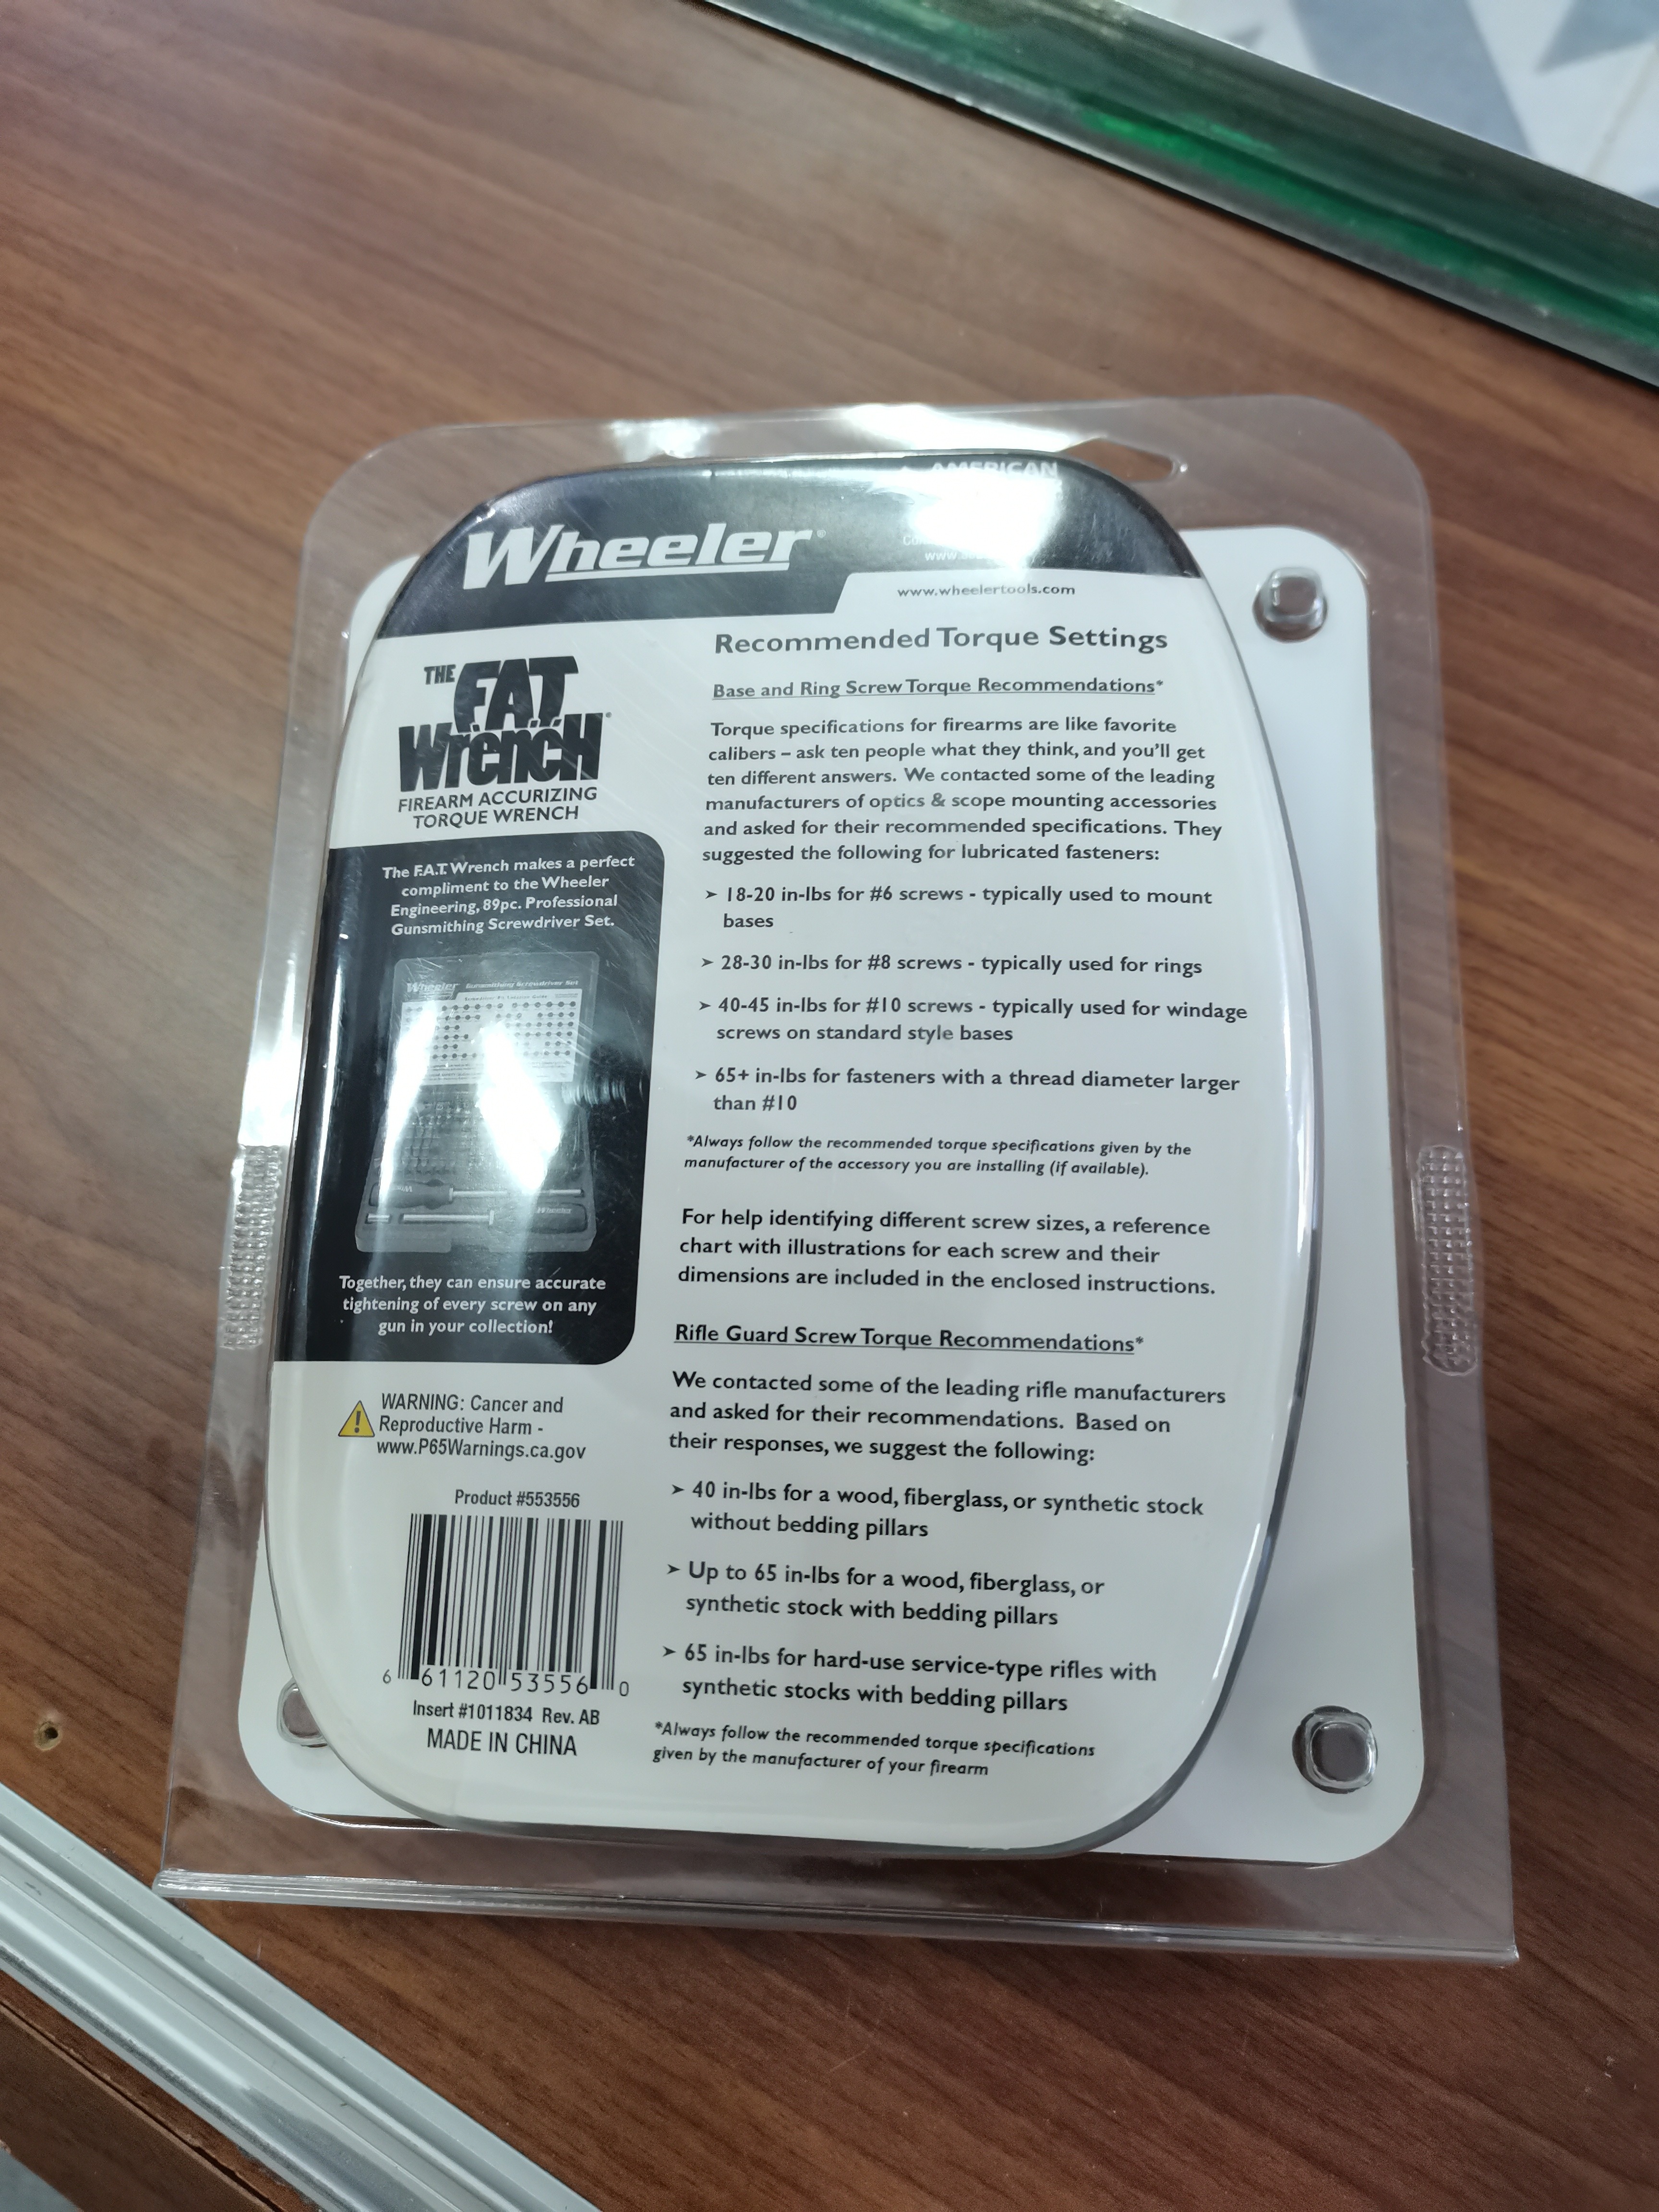 AMERICAN
Wheeler®
www.wheelertools.com
THE
FAT
WRENCH®
FIREARM ACCURIZING
TORQUE WRENCH
The F.A.T. Wrench makes a perfect
compliment to the Wheeler
Engineering, 89pc. Professional
Gunsmithing Screwdriver Set.
Wheeler Gunsmithing Screwdriver Set
Together, they can ensure accurate
tightening of every screw on any
gun in your collection!
WARNING: Cancer and
Reproductive Harm -
www.P65Warnings.ca.gov
Product #553556
6 61120 53556 0
Insert #1011834 Rev. AB
MADE IN CHINA
Recommended Torque Settings
Base and Ring Screw Torque Recommendations*
Torque specifications for firearms are like favorite
calibers – ask ten people what they think, and you'll get
ten different answers. We contacted some of the leading
manufacturers of optics & scope mounting accessories
and asked for their recommended specifications. They
suggested the following for lubricated fasteners:
➤ 18-20 in-lbs for #6 screws - typically used to mount
bases
➤ 28-30 in-lbs for #8 screws - typically used for rings
➤ 40-45 in-lbs for #10 screws - typically used for windage
screws on standard style bases
➤ 65+ in-lbs for fasteners with a thread diameter larger
than #10
*Always follow the recommended torque specifications given by the
manufacturer of the accessory you are installing (if available).
For help identifying different screw sizes, a reference
chart with illustrations for each screw and their
dimensions are included in the enclosed instructions.
Rifle Guard Screw Torque Recommendations*
We contacted some of the leading rifle manufacturers
and asked for their recommendations. Based on
their responses, we suggest the following:
➤ 40 in-lbs for a wood, fiberglass, or synthetic stock
without bedding pillars
➤ Up to 65 in-lbs for a wood, fiberglass, or
synthetic stock with bedding pillars
➤ 65 in-lbs for hard-use service-type rifles with
synthetic stocks with bedding pillars
*Always follow the recommended torque specifications
given by the manufacturer of your firearm